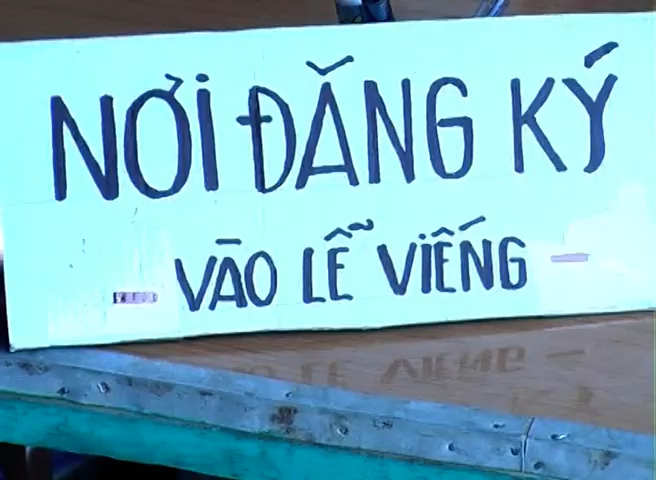 NƠI ĐĂNG KÝ
- VÀO LỄ VIẾNG -